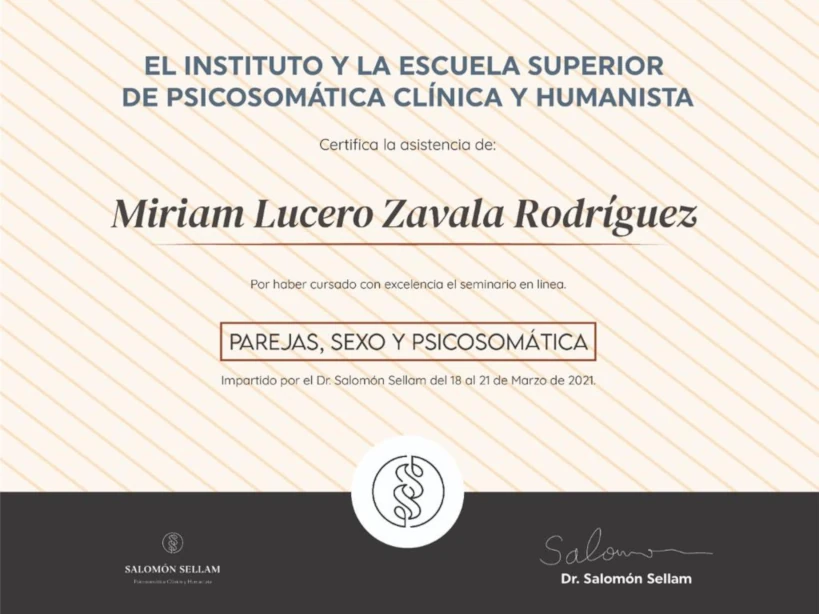 EL INSTITUTO Y LA ESCUELA SUPERIOR
DE PSICOSOMÁTICA CLÍNICA Y HUMANISTA
Certifica la asistencia de:
Miriam Lucero Zavala Rodríguez
Por haber cursado con excelencia el seminario en línea.
PAREJAS, SEXO Y PSICOSOMÁTICA
Impartido por el Dr. Salomón Sellam del 18 al 21 de Marzo de 2021.
SALOMÓN SELLAM
Psicosomática Clínica y Humanista
Salomon
Dr. Salomón Sellam